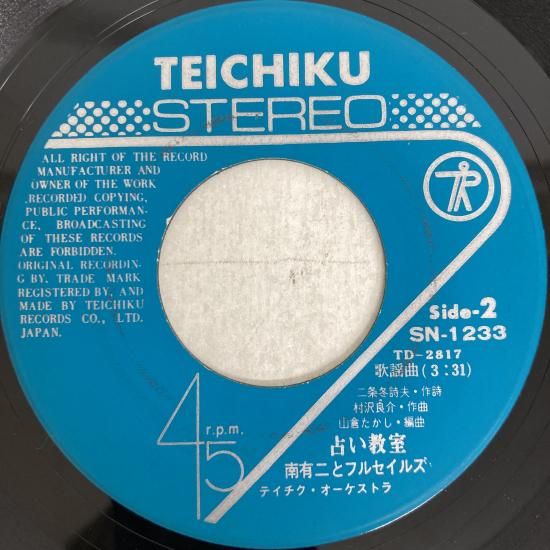 TEICHIKU
STEREO
ALL RIGHT OF THE RECORD
MANUFACTURER AND
OWNER OF THE WORK
RECORDED COPYING,
PUBLIC PERFORMAN-
CE, BROADCASTING
OF THESE RECORDS
ARE FORBIDDEN.
ORIGINAL RECORDIN-
G BY. TRADE MARK
REGISTERED BY. AND
MADE BY TEICHIKU
RECORDS CO., LTD.
JAPAN.
Side-2
SN-1233
TD-2817
歌謡曲(3:31)
二条冬詩夫・作詩
村沢良介・作曲
山倉たかし・編曲
占い教室
南有二とフルセイルズ
テイチク・オーケストラ
45 r.p.m.